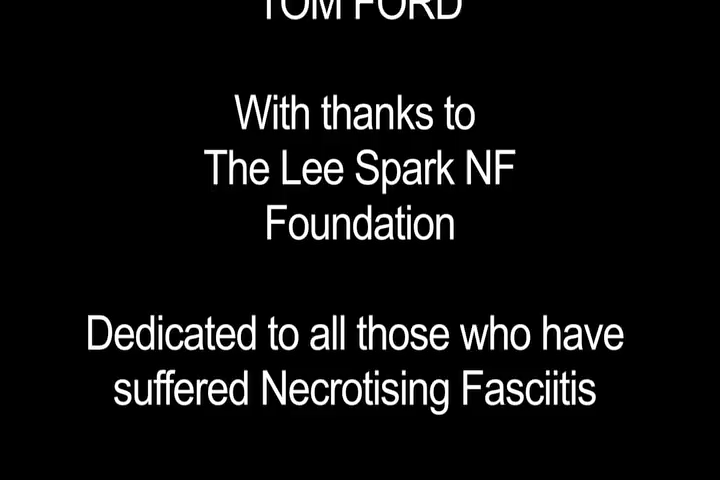 TOM FORD
With thanks to
The Lee Spark NF
Foundation
Dedicated to all those who have
suffered Necrotising Fasciitis